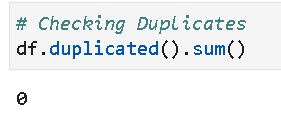 # Checking Duplicates
df.duplicated().sum()
0